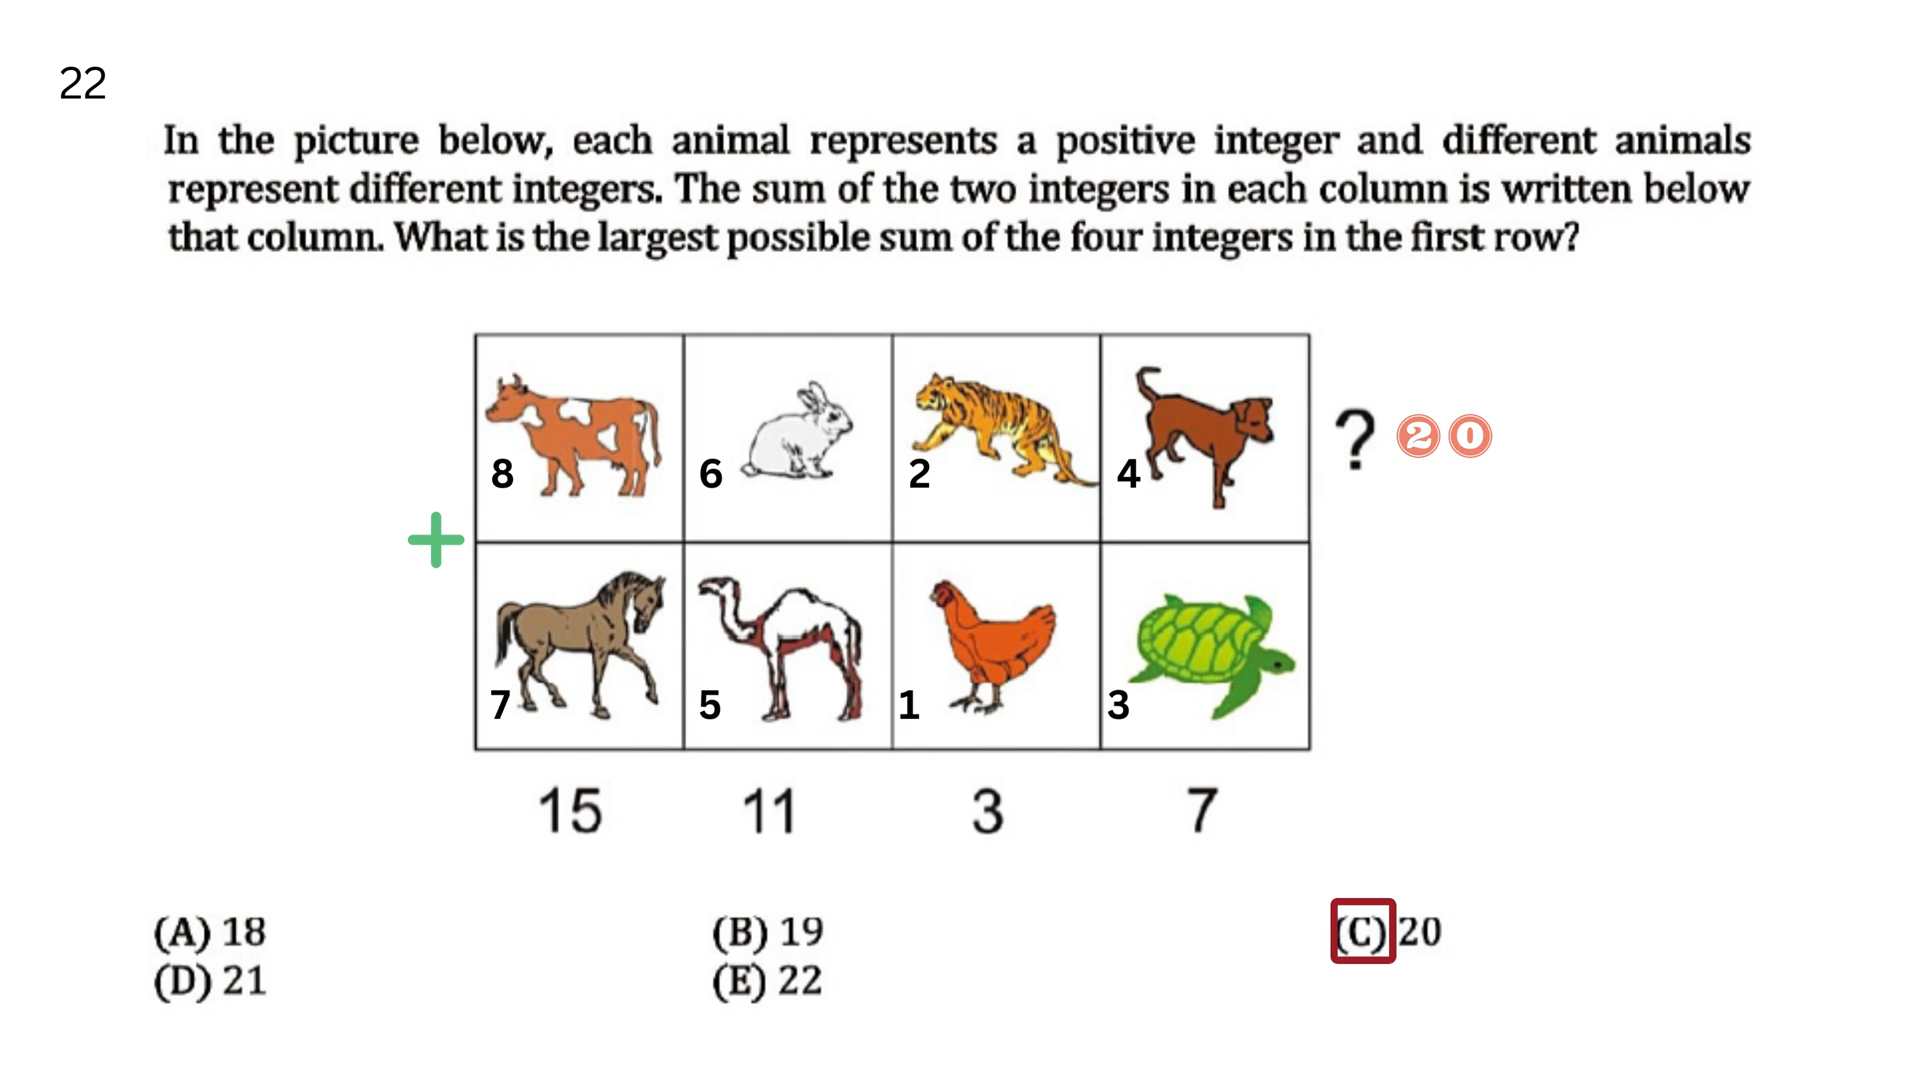 22
In the picture below, each animal represents a positive integer and different animals
represent different integers. The sum of the two integers in each column is written below
that column. What is the largest possible sum of the four integers in the first row?
8 6 2 4 ? 20
+
7 5 1 3
15 11 3 7
(A) 18 (B) 19 (C) 20
(D) 21 (E) 22